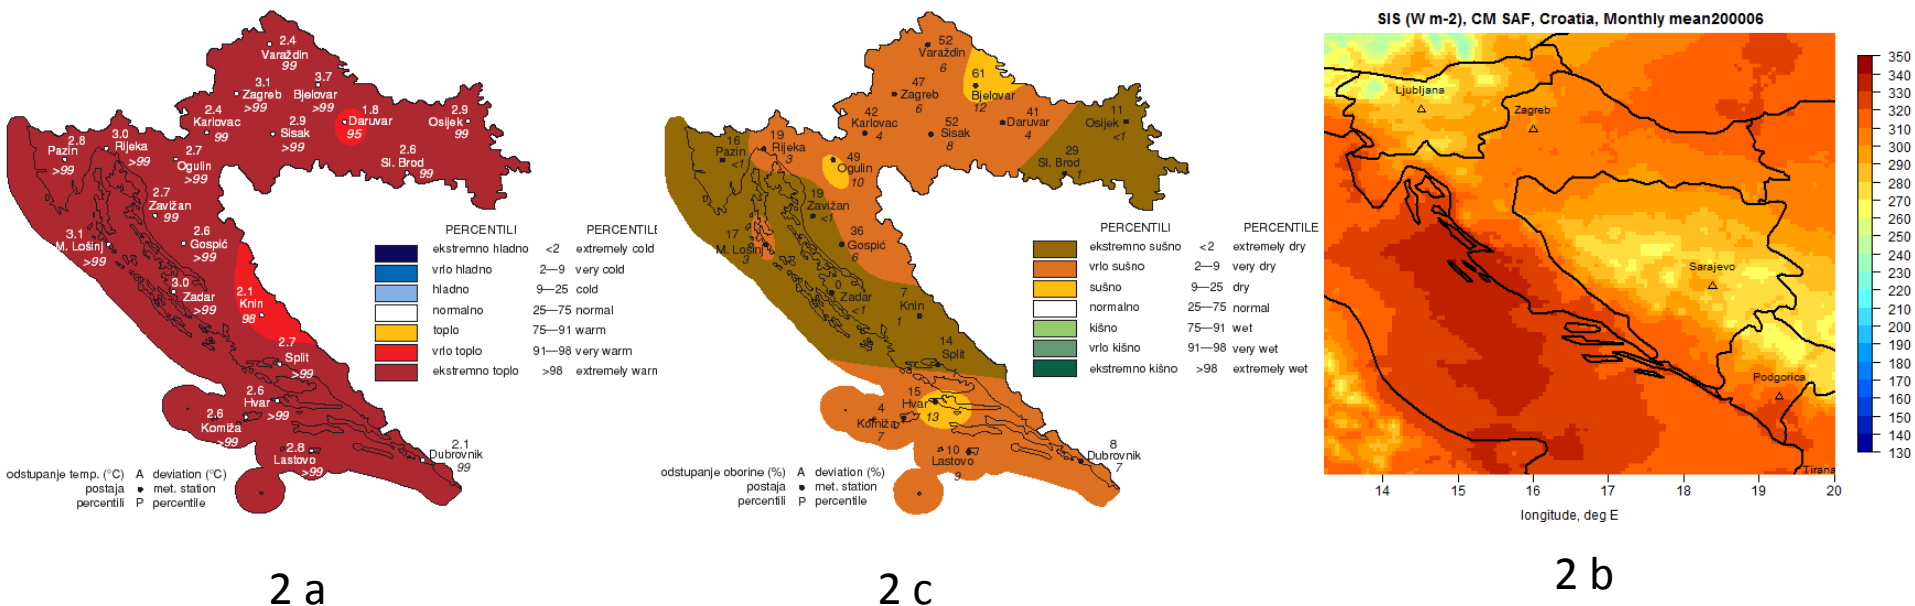 2.4
Varaždin
99
3.1
Zagreb
>99
3.7
Bjelovar
>99
2.4
Karlovac
99
2.9
Sisak
>99
1.8
Daruvar
95
2.9
Osijek
99
2.6
Sl. Brod
99
2.8
Pazin
>99
3.0
Rijeka
>99
2.7
Ogulin
>99
2.7
Zavižan
99
3.1
M. Lošinj
>99
2.6
Gospić
>99
3.0
Zadar
>99
2.1
Knin
98
2.7
Split
>99
2.6
Hvar
>99
2.6
Komiža
>99
2.8
Lastovo
>99
2.1
Dubrovnik
99
PERCENTILI PERCENTILE
ekstremno hladno <2 extremely cold
vrlo hladno 2—9 very cold
hladno 9—25 cold
normalno 25—75 normal
toplo 75—91 warm
vrlo toplo 91—98 very warm
ekstremno toplo >98 extremely warm
odstupanje temp. (°C) A deviation (°C)
postaja met. station
percentili P percentile
2 a
52
Varaždin
6
47
Zagreb
6
61
Bjelovar
12
42
Karlovac
4
52
Sisak
8
41
Daruvar
4
11
Osijek
<1
29
Sl. Brod
1
16
Pazin
<1
19
Rijeka
3
49
Ogulin
10
19
Zavižan
<1
17
M. Lošinj
3
36
Gospić
6
0
Zadar
<1
7
Knin
1
14
Split
15
Hvar
13
4
Komiža
7
10
Lastovo
9
8
Dubrovnik
7
PERCENTILI PERCENTILE
ekstremno sušno <2 extremely dry
vrlo sušno 2—9 very dry
sušno 9—25 dry
normalno 25—75 normal
kišno 75—91 wet
vrlo kišno 91—98 very wet
ekstremno kišno >98 extremely wet
odstupanje oborine (%) A deviation (%)
postaja met. station
percentili P percentile
2 c
SIS (W m-2), CM SAF, Croatia, Monthly mean200006
Ljubljana
Zagreb
Sarajevo
Podgorica
Tirana
14 15 16 17 18 19 20
longitude, deg E
350
340
330
320
310
300
290
280
270
260
250
240
230
220
210
200
190
180
170
160
150
140
130
2 b